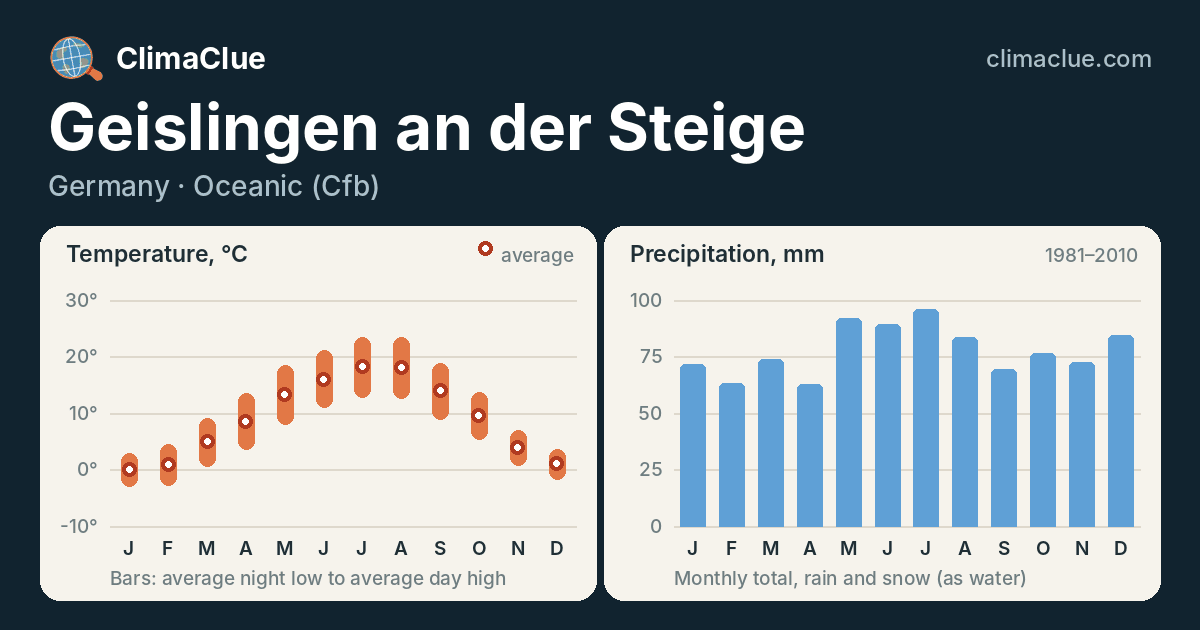 ClimaClue
climaclue.com
Geislingen an der Steige
Germany · Oceanic (Cfb)
Temperature, °C
average
30°
20°
10°
0°
-10°
J F M A M J J A S O N D
Bars: average night low to average day high
Precipitation, mm
1981–2010
100
75
50
25
0
J F M A M J J A S O N D
Monthly total, rain and snow (as water)